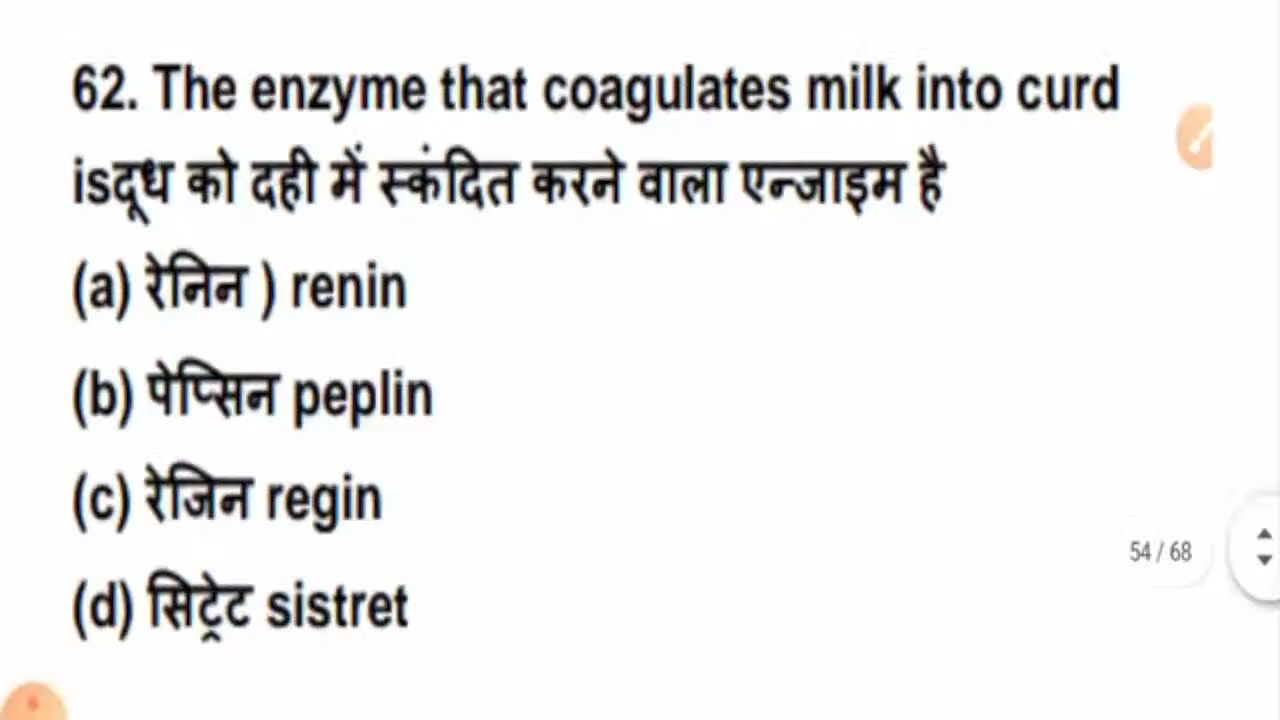 62. The enzyme that coagulates milk into curd
isदूध को दही में स्कंदित करने वाला एन्जाइम है
(a) रेनिन ) renin
(b) पेप्सिन peplin
(c) रेजिन regin
54 / 68
(d) सिट्रेट sistret